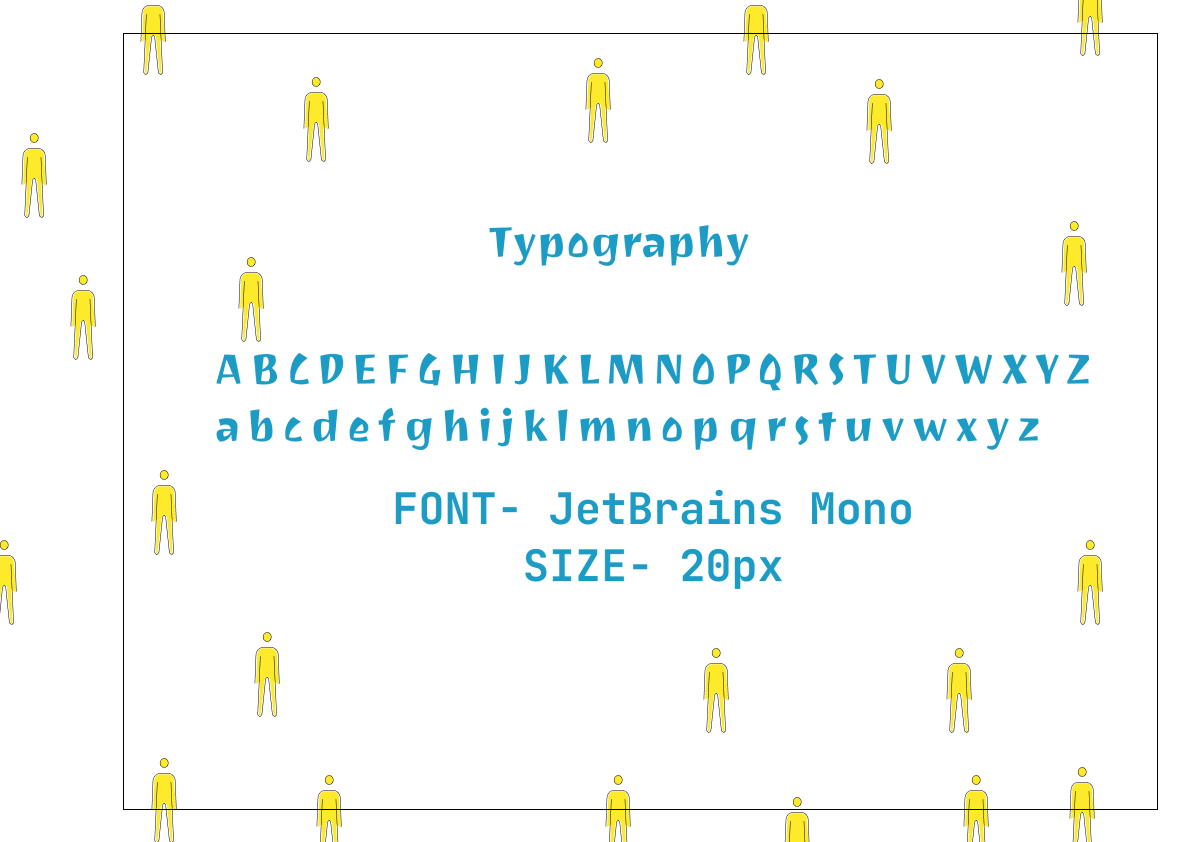 Typography
A B C D E F G H I J K L M N O P Q R S T U V W X Y Z
a b c d e f g h i j k l m n o p q r s t u v w x y z
FONT- JetBrains Mono
SIZE- 20px